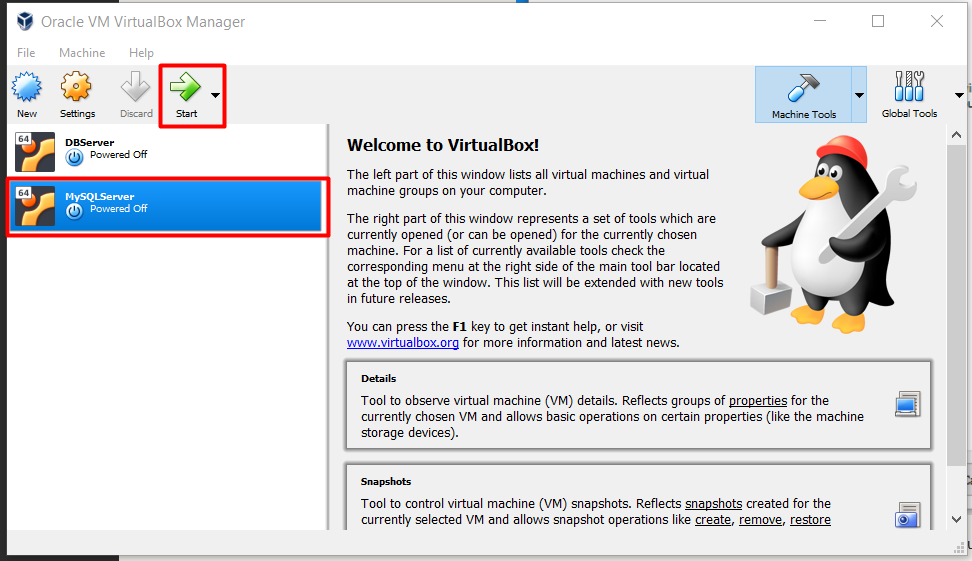 Oracle VM VirtualBox Manager
File Machine Help
New Settings Discard Start Machine Tools Global Tools
64 DBServer
Powered Off
64 MySQLServer
Powered Off
Welcome to VirtualBox!
The left part of this window lists all virtual machines and virtual
machine groups on your computer.
The right part of this window represents a set of tools which are
currently opened (or can be opened) for the currently chosen
machine. For a list of currently available tools check the
corresponding menu at the right side of the main tool bar located
at the top of the window. This list will be extended with new tools
in future releases.
You can press the F1 key to get instant help, or visit
www.virtualbox.org for more information and latest news.
Details
Tool to observe virtual machine (VM) details. Reflects groups of properties for the
currently chosen VM and allows basic operations on certain properties (like the machine
storage devices).
Snapshots
Tool to control virtual machine (VM) snapshots. Reflects snapshots created for the
currently selected VM and allows snapshot operations like create, remove, restore